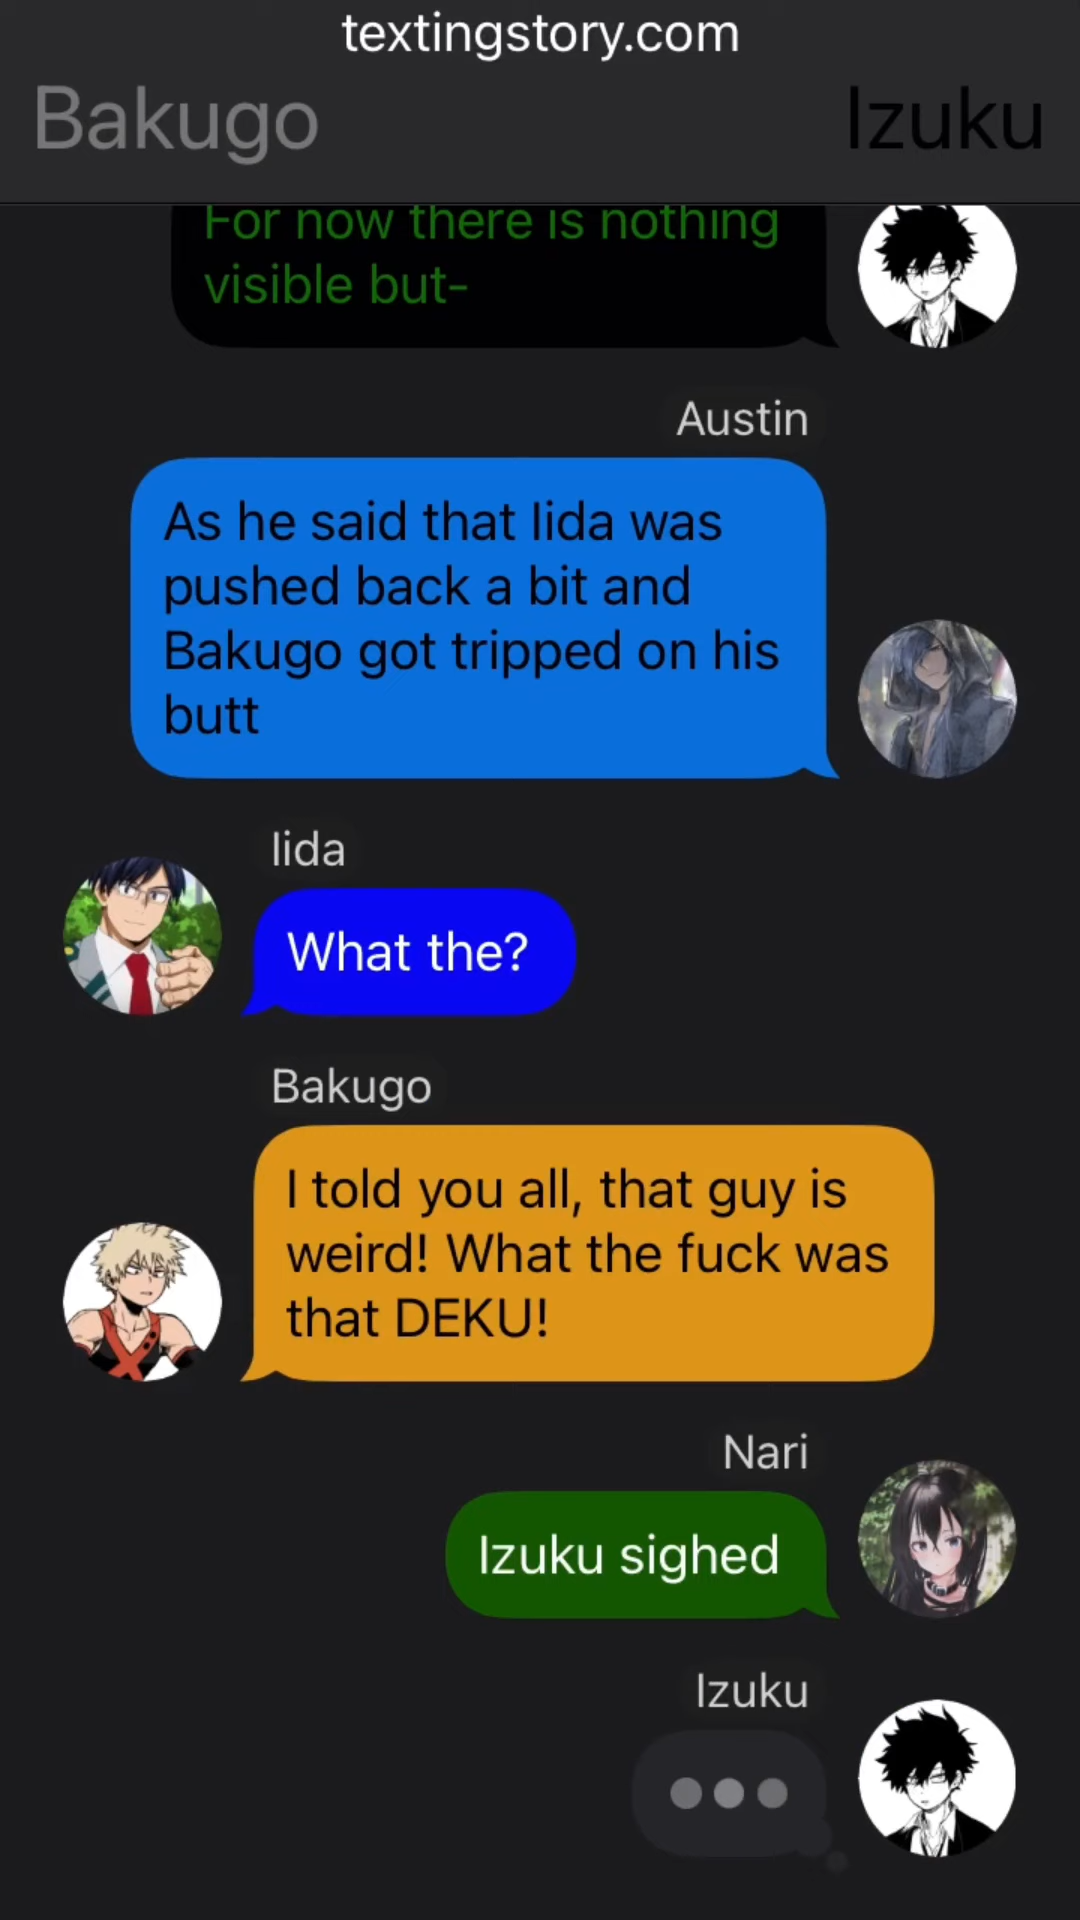 textingstory.com
Bakugo
Izuku
For now there is nothing
visible but-
Austin
As he said that Iida was
pushed back a bit and
Bakugo got tripped on his
butt
Iida
What the?
Bakugo
I told you all, that guy is
weird! What the fuck was
that DEKU!
Nari
Izuku sighed
Izuku